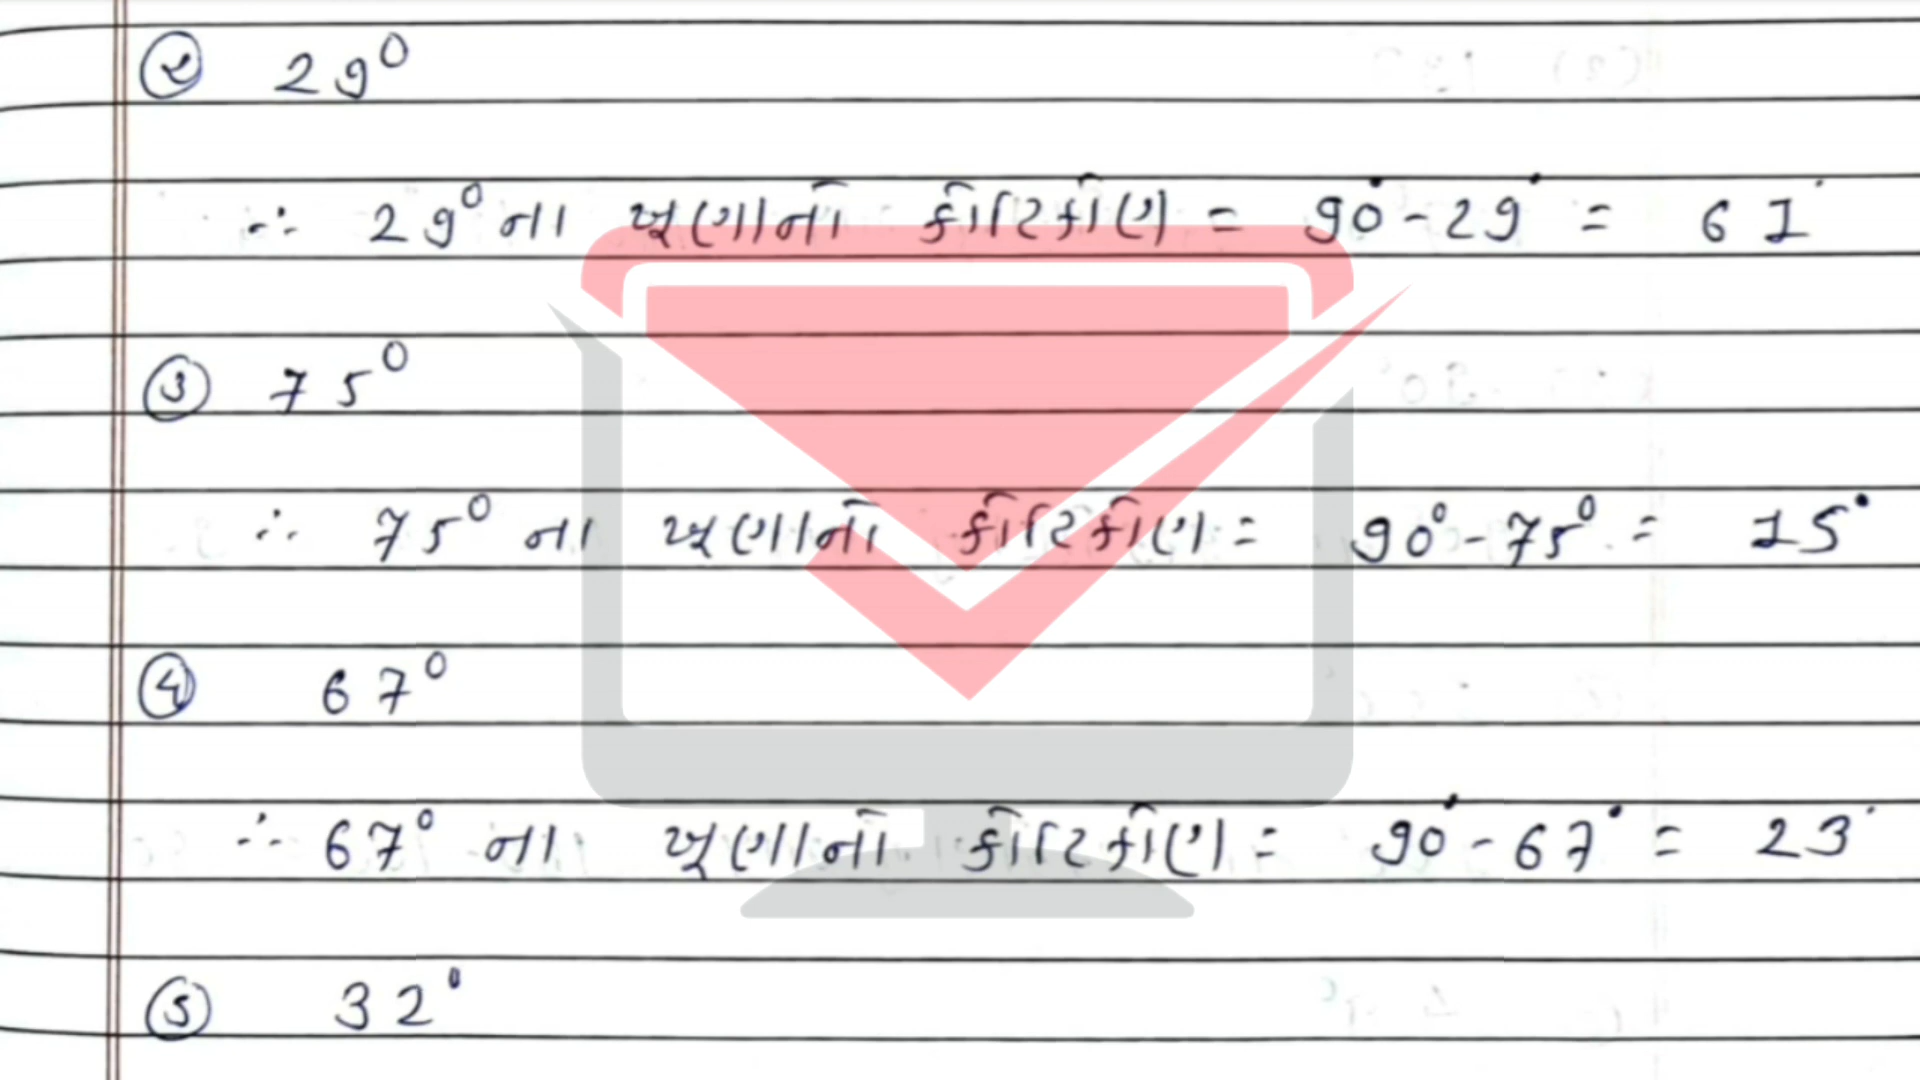 (2) 29°
∴ 29° ના ખૂણાનો કોટિકોણ = 90° - 29° = 61°
(3) 75°
∴ 75° ના ખૂણાનો કોટિકોણ = 90° - 75° = 15°
(4) 67°
∴ 67° ના ખૂણાનો કોટિકોણ = 90° - 67° = 23°
(5) 32°